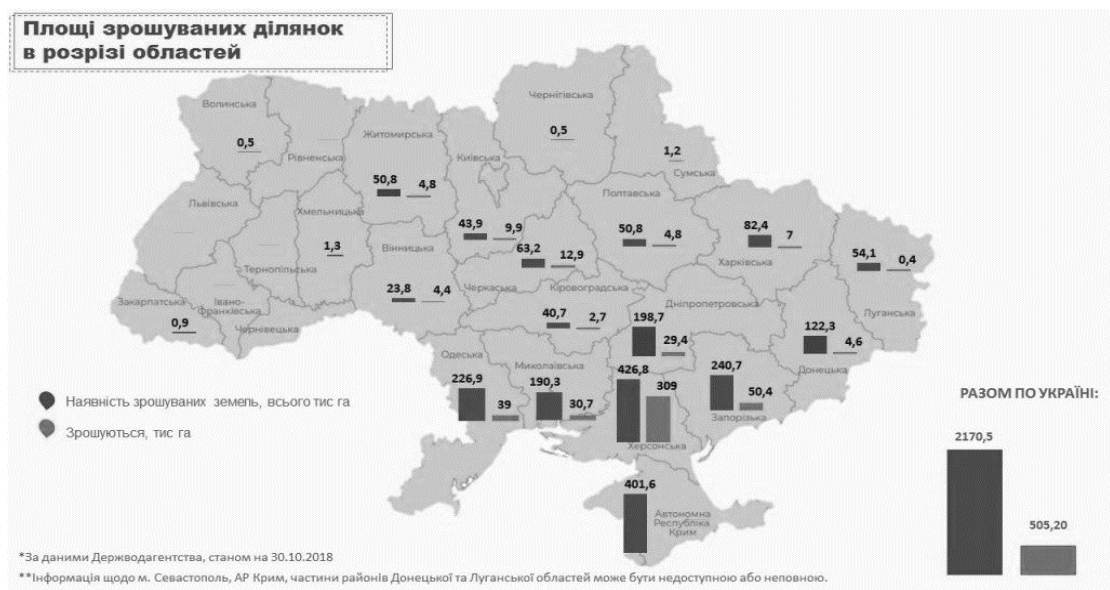 Площі зрошуваних ділянок
в розрізі областей
Чернігівська
0,5
Волинська
0,5
Рівненська
Житомирська
50,8 4,8
Київська
43,9 9,9
1,2
Сумська
Львівська
Хмельницька
1,3
Тернопільська
Полтавська
50,8 4,8
82,4 7
Харківська
54,1 0,4
Луганська
Вінницька
23,8 4,4
63,2 12,9
Черкаська
Закарпатська
0,9
Івано-
Франківська
Чернівецька
Кіровоградська
40,7 2,7
Дніпропетровська
198,7 29,4
122,3 4,6
Донецька
Одеська
226,9 39
Миколаївська
190,3 30,7
426,8 309
Херсонська
240,7 50,4
Запорізька
401,6
Автономна
Республіка
Крим
Наявність зрошуваних земель, всього тис га
Зрошуються, тис га
РАЗОМ ПО УКРАЇНІ:
2170,5
505,20
*За даними Держводагентства, станом на 30.10.2018
**Інформація щодо м. Севастополь, АР Крим, частини районів Донецької та Луганської областей може бути недоступною або неповною.